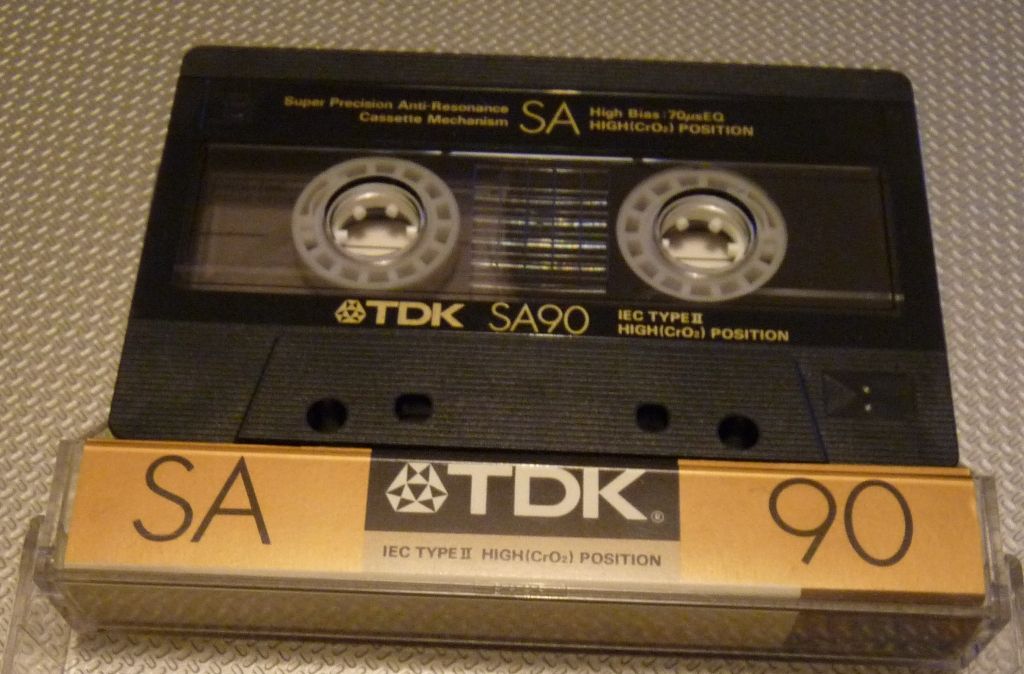 Super Precision Anti-Resonance
Cassette Mechanism
SA
High Bias:70µsEQ
HIGH(CrO₂) POSITION
TDK SA90
IEC TYPE II
HIGH(CrO₂) POSITION
SA TDK® 90
IEC TYPE II HIGH(CrO₂) POSITION